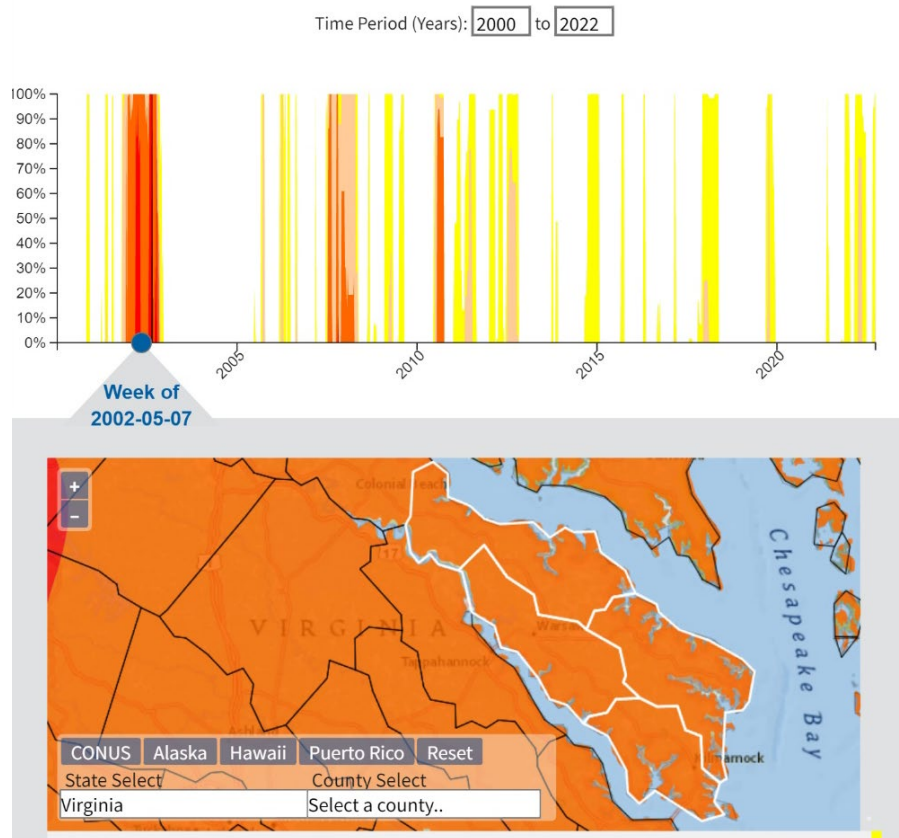 Time Period (Years): 2000 to 2022
100%
90%
80%
70%
60%
50%
40%
30%
20%
10%
0%
2005
2010
2015
2020
Week of
2002-05-07
+
−
Colonial Beach
17
Chesapeake Bay
VIRGINIA
Warsaw
Tappahannock
CONUS Alaska Hawaii Puerto Rico Reset
Kilmarnock
State Select County Select
Virginia Select a county..